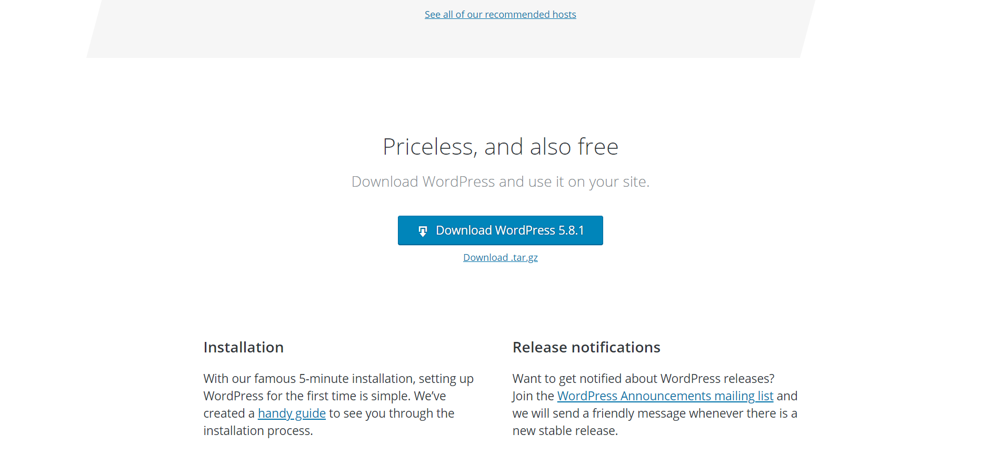 See all of our recommended hosts
Priceless, and also free
Download WordPress and use it on your site.
Download WordPress 5.8.1
Download .tar.gz
Installation
With our famous 5-minute installation, setting up
WordPress for the first time is simple. We’ve
created a handy guide to see you through the
installation process.
Release notifications
Want to get notified about WordPress releases?
Join the WordPress Announcements mailing list and
we will send a friendly message whenever there is a
new stable release.